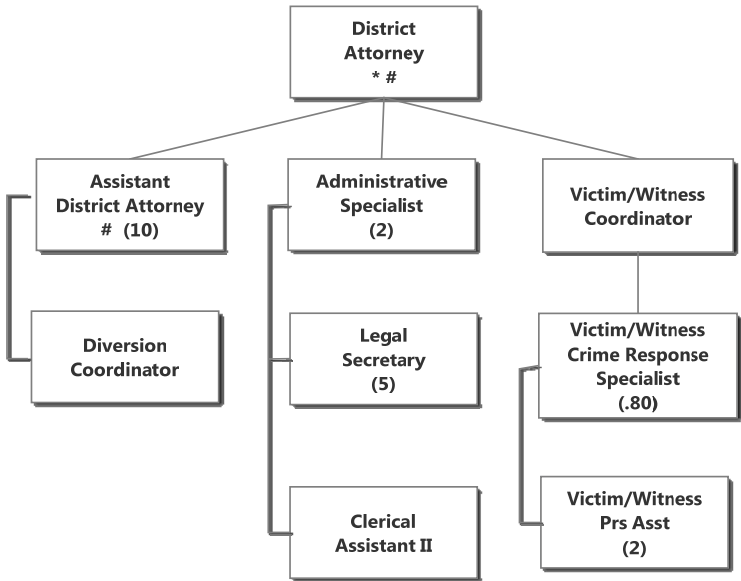 District
Attorney
* #
Assistant
District Attorney
# (10)
Administrative
Specialist
(2)
Victim/Witness
Coordinator
Diversion
Coordinator
Legal
Secretary
(5)
Victim/Witness
Crime Response
Specialist
(.80)
Clerical
Assistant II
Victim/Witness
Prs Asst
(2)